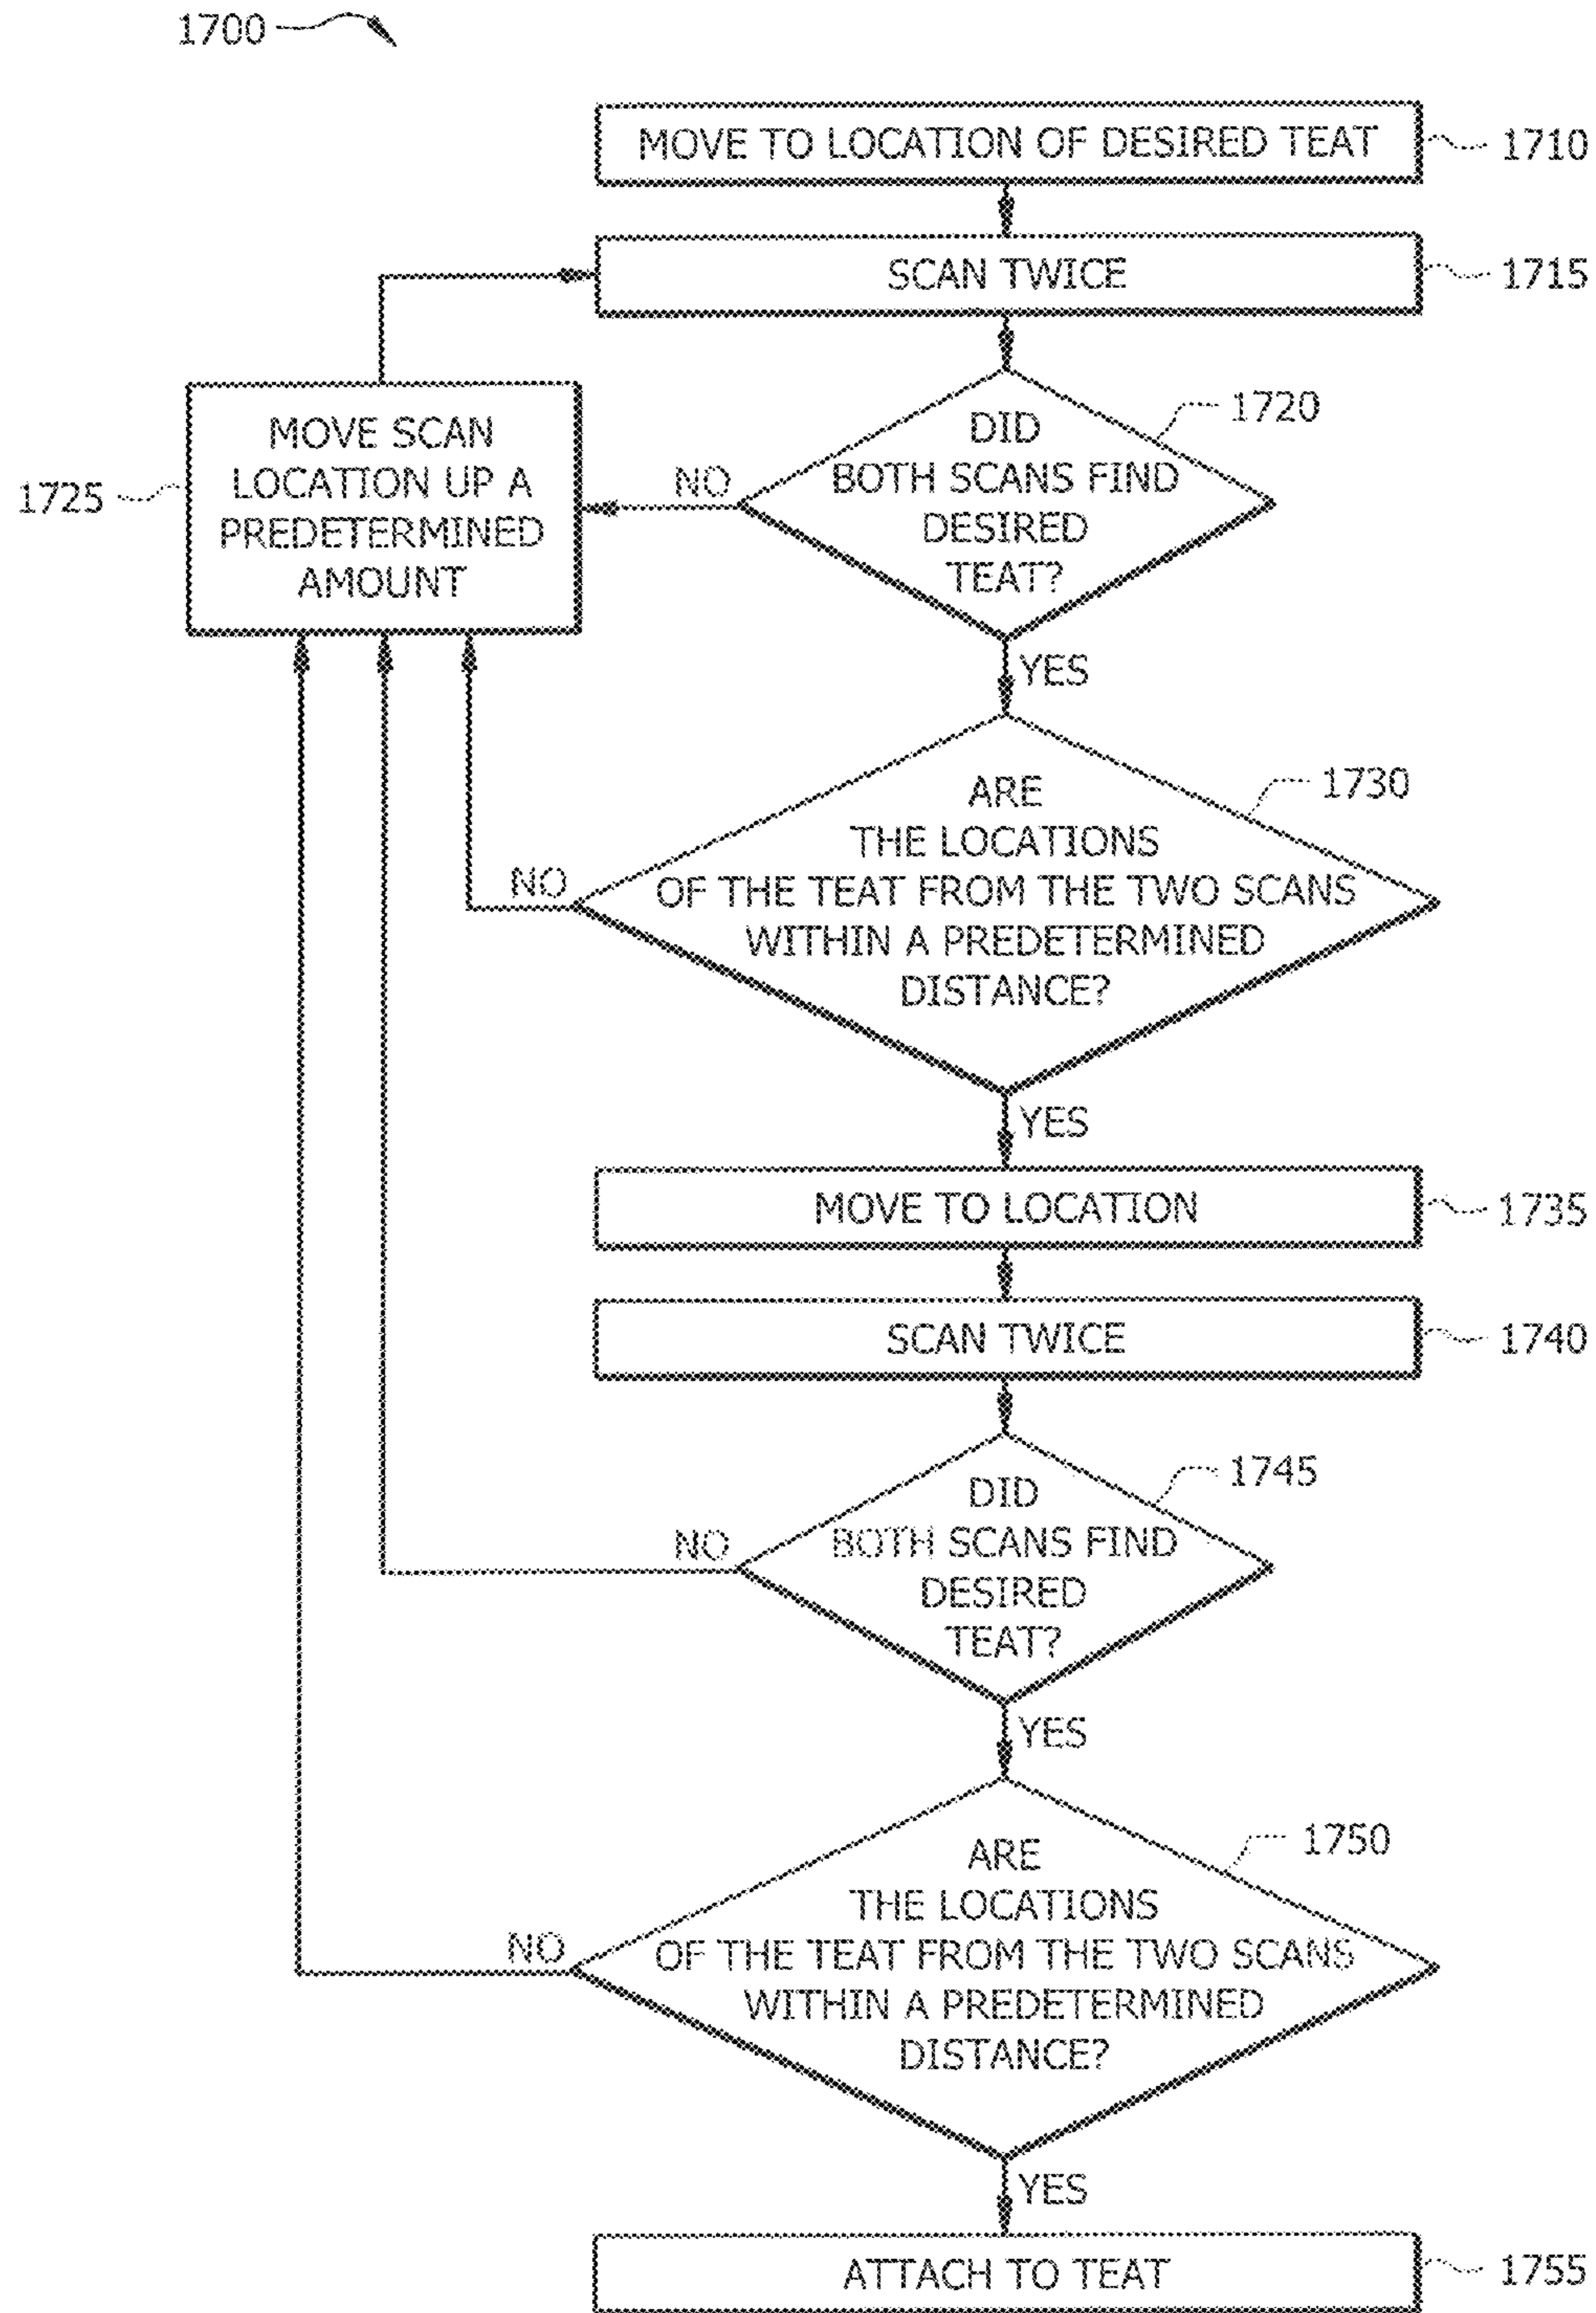 1700
MOVE TO LOCATION OF DESIRED TEAT
1710
SCAN TWICE
1715
DID
BOTH SCANS FIND
DESIRED
TEAT?
1720
NO
MOVE SCAN
LOCATION UP A
PREDETERMINED
AMOUNT
1725
YES
ARE
THE LOCATIONS
OF THE TEAT FROM THE TWO SCANS
WITHIN A PREDETERMINED
DISTANCE?
1730
NO
YES
MOVE TO LOCATION
1735
SCAN TWICE
1740
DID
BOTH SCANS FIND
DESIRED
TEAT?
1745
NO
YES
ARE
THE LOCATIONS
OF THE TEAT FROM THE TWO SCANS
WITHIN A PREDETERMINED
DISTANCE?
1750
NO
YES
ATTACH TO TEAT
1755